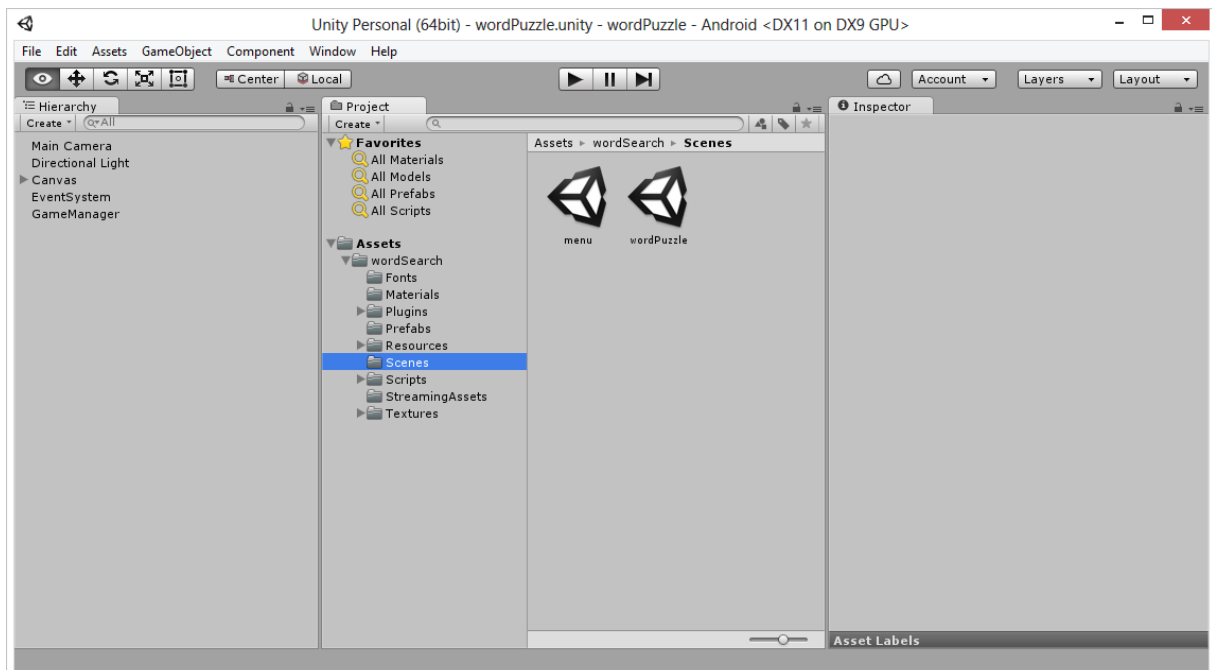 Unity Personal (64bit) - wordPuzzle.unity - wordPuzzle - Android <DX11 on DX9 GPU>
File Edit Assets GameObject Component Window Help
Center Local Account Layers Layout
Hierarchy
Create All
Main Camera
Directional Light
Canvas
EventSystem
GameManager
Project
Create
Favorites
All Materials
All Models
All Prefabs
All Scripts
Assets
wordSearch
Fonts
Materials
Plugins
Prefabs
Resources
Scenes
Scripts
StreamingAssets
Textures
Assets ▸ wordSearch ▸ Scenes
menu wordPuzzle
Inspector
Asset Labels